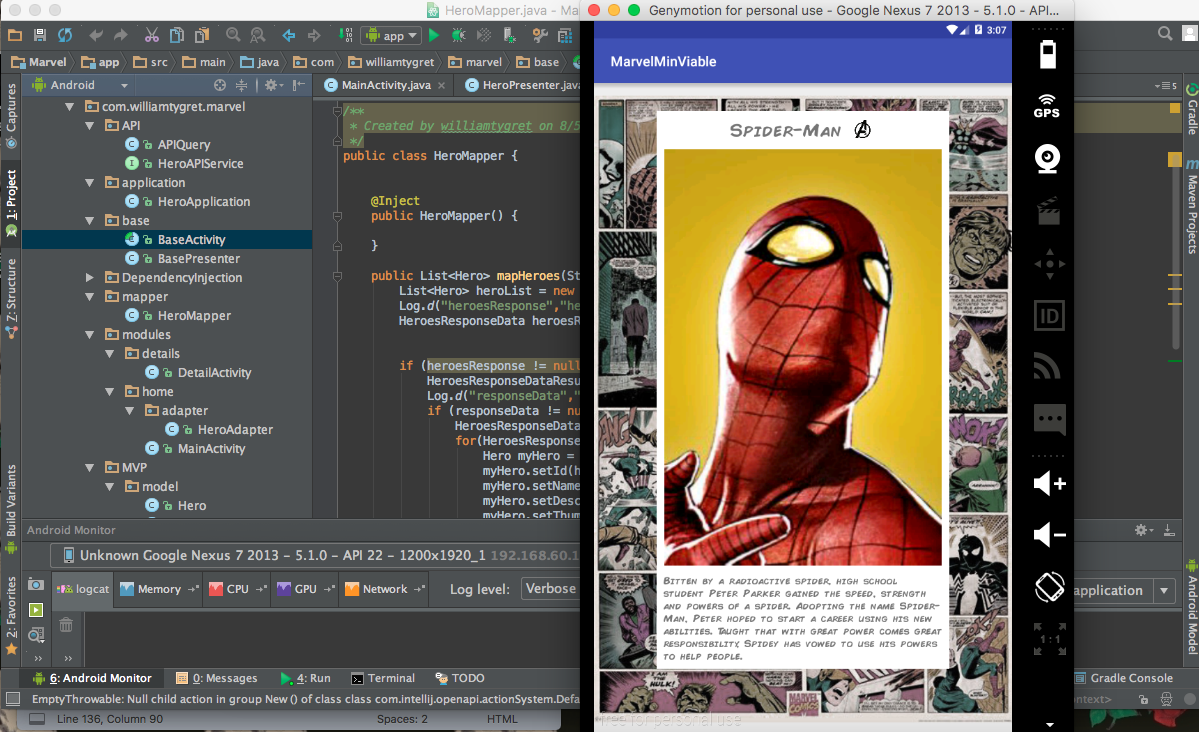 HeroMapper.java - Ma
Genymotion for personal use - Google Nexus 7 2013 - 5.1.0 - API...
app
Marvel
app
src
main
java
com
williamtygret
marvel
base
Android
MainActivity.java
HeroPresenter.java
5
1: Project
Captures
7: Structure
Build Variants
2: Favorites
com.williamtygret.marvel
API
APIQuery
HeroAPIService
application
HeroApplication
base
BaseActivity
BasePresenter
DependencyInjection
mapper
HeroMapper
modules
details
DetailActivity
home
adapter
HeroAdapter
MainActivity
MVP
model
Hero
/**
* Created by williamtygret on 8/5
*/
public class HeroMapper {
@Inject
public HeroMapper() {
}
public List<Hero> mapHeroes(St
List<Hero> heroList = new
Log.d("heroesResponse","he
HeroesResponseData heroesR
if (heroesResponse != null
HeroesResponseDataResu
Log.d("responseData","
if (responseData != nu
HeroesResponseData
for(HeroesResponse
Hero myHero =
myHero.setId(h
myHero.setName
myHero.setDesc
myHero.setThum
3:07
MarvelMinViable
Spider-Man
Bitten by a radioactive spider, high school
student Peter Parker gained the speed, strength
and powers of a spider. Adopting the name Spider-
Man, Peter hoped to start a career using his new
abilities. Taught that with great power comes great
responsibility, Spidey has vowed to use his powers
to help people.
I AM THE HULK!
MARVEL COMICS
free for personal use
GPS
ID
1:1
Gradle
Maven Projects
Android Model
Android Monitor
Unknown Google Nexus 7 2013 - 5.1.0 - API 22 - 1200x1920_1 192.168.60.1
logcat
Memory
CPU
GPU
Network
Log level:
Verbose
application
6: Android Monitor
0: Messages
4: Run
Terminal
TODO
Gradle Console
EmptyThrowable: Null child action in group New () of class class com.intellij.openapi.actionSystem.Defa
ntext>
Line 136, Column 90
Spaces: 2
HTML